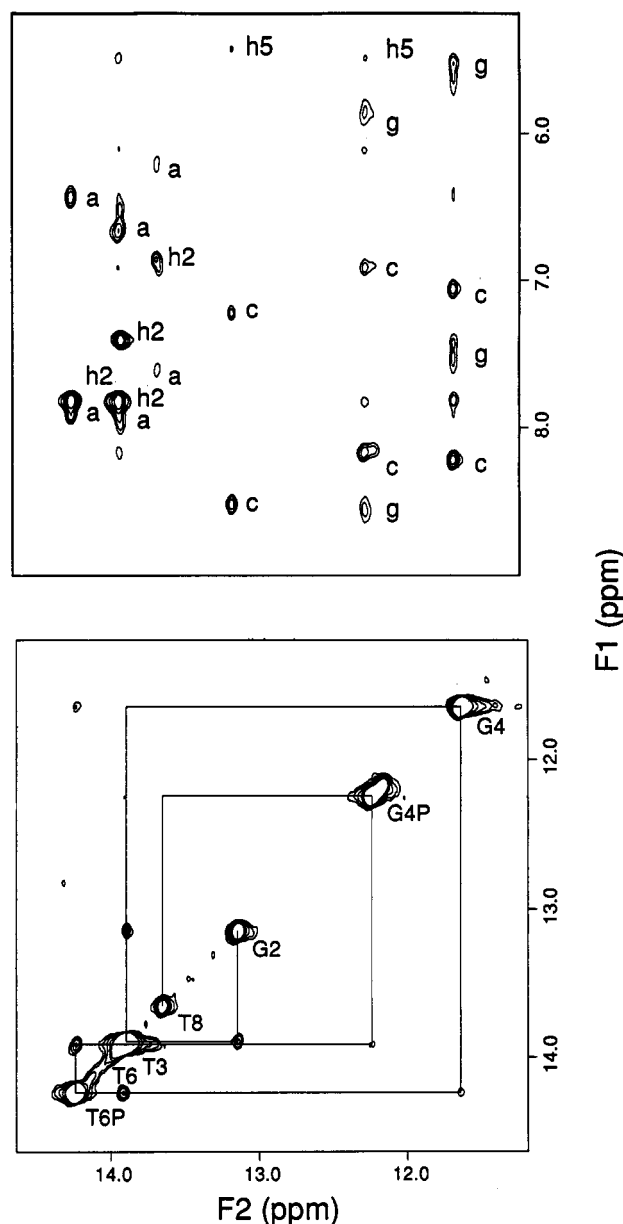 h5 h5 g
g 6.0
a
a a
h2 c c 7.0
c
h2 g
a
h2 h2
a a 8.0
c c
c g
F1 (ppm)
G4
12.0
G4P
13.0
G2
T8
T3 14.0
T6
T6P
14.0 13.0 12.0
F2 (ppm)